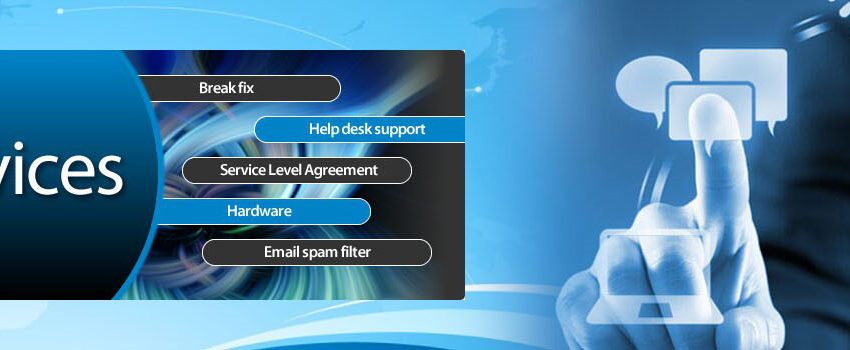 vices
Break fix
Help desk support
Service Level Agreement
Hardware
Email spam filter